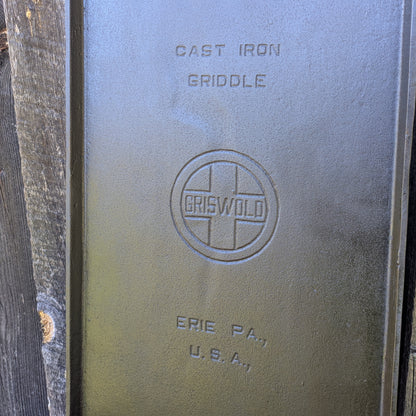 CAST IRON
GRIDDLE
GRISWOLD
ERIE PA.,
U.S.A.,